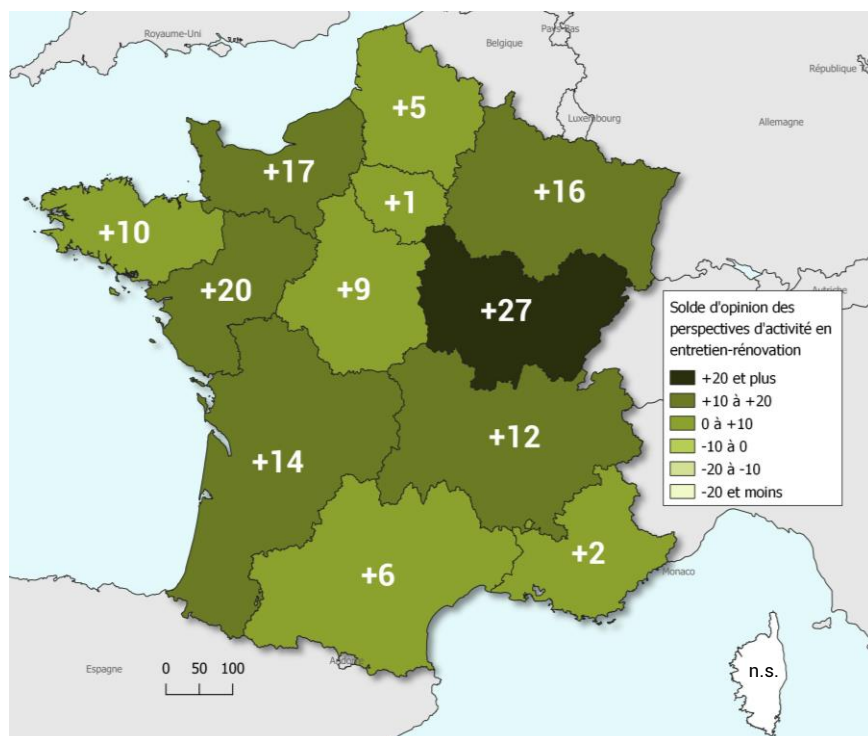 Royaume-Uni
Pays-Bas
Belgique
République T
Luxembourg
Allemagne
+5
+17
+1
+16
+10
+20
+9
+27
Autriche
Solde d'opinion des
perspectives d'activité en
entretien-rénovation
+20 et plus
+10 à +20
0 à +10
-10 à 0
-20 à -10
-20 et moins
+12
+14
+2
+6
Monaco
Espagne
0 50 100
n.s.